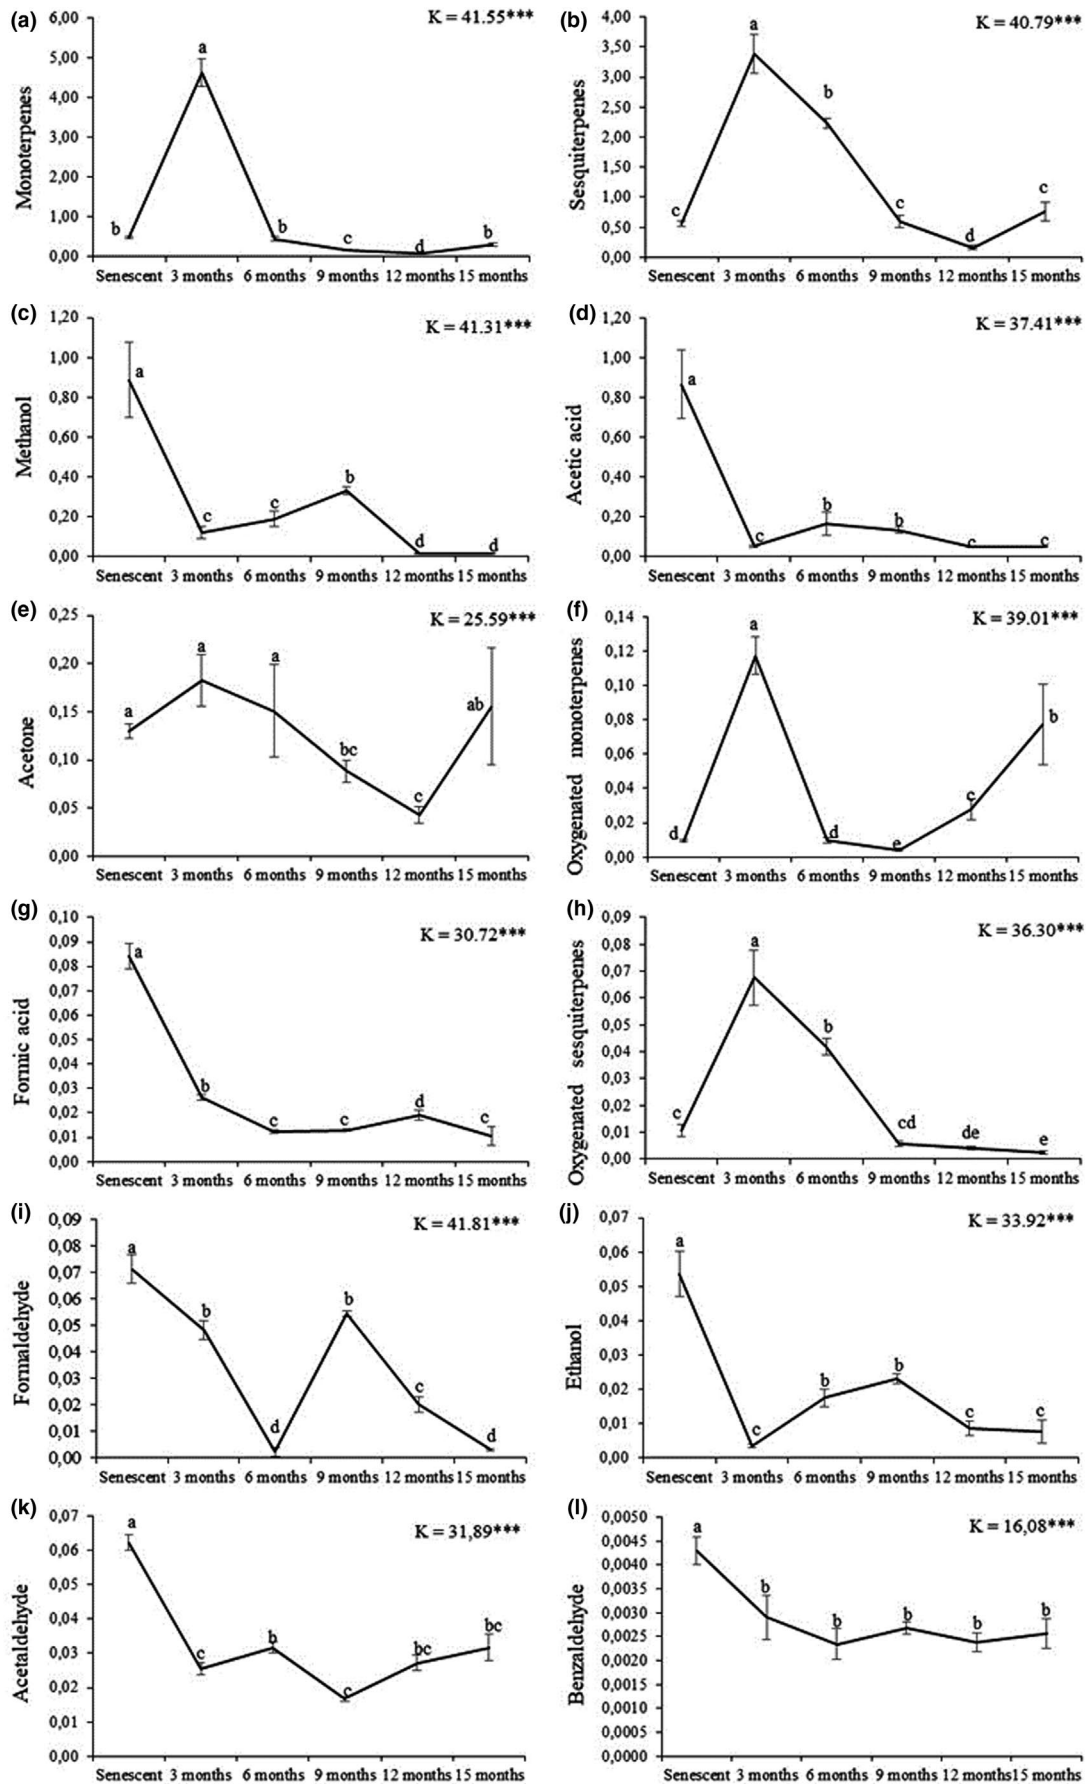 (a)
K = 41.55***
Monoterpenes
6,00
5,00
4,00
3,00
2,00
1,00
0,00
b
a
b
c
d
b
Senescent 3 months 6 months 9 months 12 months 15 months
(b)
K = 40.79***
Sesquiterpenes
4,00
3,50
3,00
2,50
2,00
1,50
1,00
0,50
0,00
c
a
b
c
d
c
Senescent 3 months 6 months 9 months 12 months 15 months
(c)
K = 41.31***
Methanol
1,20
1,00
0,80
0,60
0,40
0,20
0,00
a
c
c
b
d
d
Senescent 3 months 6 months 9 months 12 months 15 months
(d)
K = 37.41***
Acetic acid
1,20
1,00
0,80
0,60
0,40
0,20
0,00
a
c
b
b
c
c
Senescent 3 months 6 months 9 months 12 months 15 months
(e)
K = 25.59***
Acetone
0,25
0,20
0,15
0,10
0,05
0,00
a
a
a
bc
c
ab
Senescent 3 months 6 months 9 months 12 months 15 months
(f)
K = 39.01***
Oxygenated monoterpenes
0,14
0,12
0,10
0,08
0,06
0,04
0,02
0,00
d
a
d
e
c
b
Senescent 3 months 6 months 9 months 12 months 15 months
(g)
K = 30.72***
Formic acid
0,10
0,09
0,08
0,07
0,06
0,05
0,04
0,03
0,02
0,01
0,00
a
b
c
c
d
c
Senescent 3 months 6 months 9 months 12 months 15 months
(h)
K = 36.30***
Oxygenated sesquiterpenes
0,09
0,08
0,07
0,06
0,05
0,04
0,03
0,02
0,01
0,00
c
a
b
cd
de
e
Senescent 3 months 6 months 9 months 12 months 15 months
(i)
K = 41.81***
Formaldehyde
0,09
0,08
0,07
0,06
0,05
0,04
0,03
0,02
0,01
0,00
a
b
d
b
c
d
Senescent 3 months 6 months 9 months 12 months 15 months
(j)
K = 33.92***
Ethanol
0,07
0,06
0,05
0,04
0,03
0,02
0,01
0,00
a
c
b
b
c
c
Senescent 3 months 6 months 9 months 12 months 15 months
(k)
K = 31,89***
Acetaldehyde
0,07
0,06
0,05
0,04
0,03
0,02
0,01
0,00
a
c
b
c
bc
bc
Senescent 3 months 6 months 9 months 12 months 15 months
(l)
K = 16,08***
Benzaldehyde
0,0050
0,0045
0,0040
0,0035
0,0030
0,0025
0,0020
0,0015
0,0010
0,0005
0,0000
a
b
b
b
b
b
Senescent 3 months 6 months 9 months 12 months 15 months